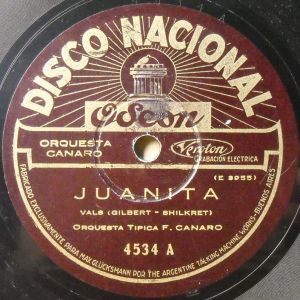 DISCO NACIONAL
Odeon
ORQUESTA
CANARO
Veroton
GRABACIÓN ELECTRICA
(E 3955)
JUANITA
VALS (GILBERT - SHILKRET)
ORQUESTA TIPICA F. CANARO
4534 A
FABRICADO EXCLUSIVAMENTE PARA MAX GLÜCKSMANN POR THE ARGENTINE TALKING MACHINE WORKS-BUENOS AIRES